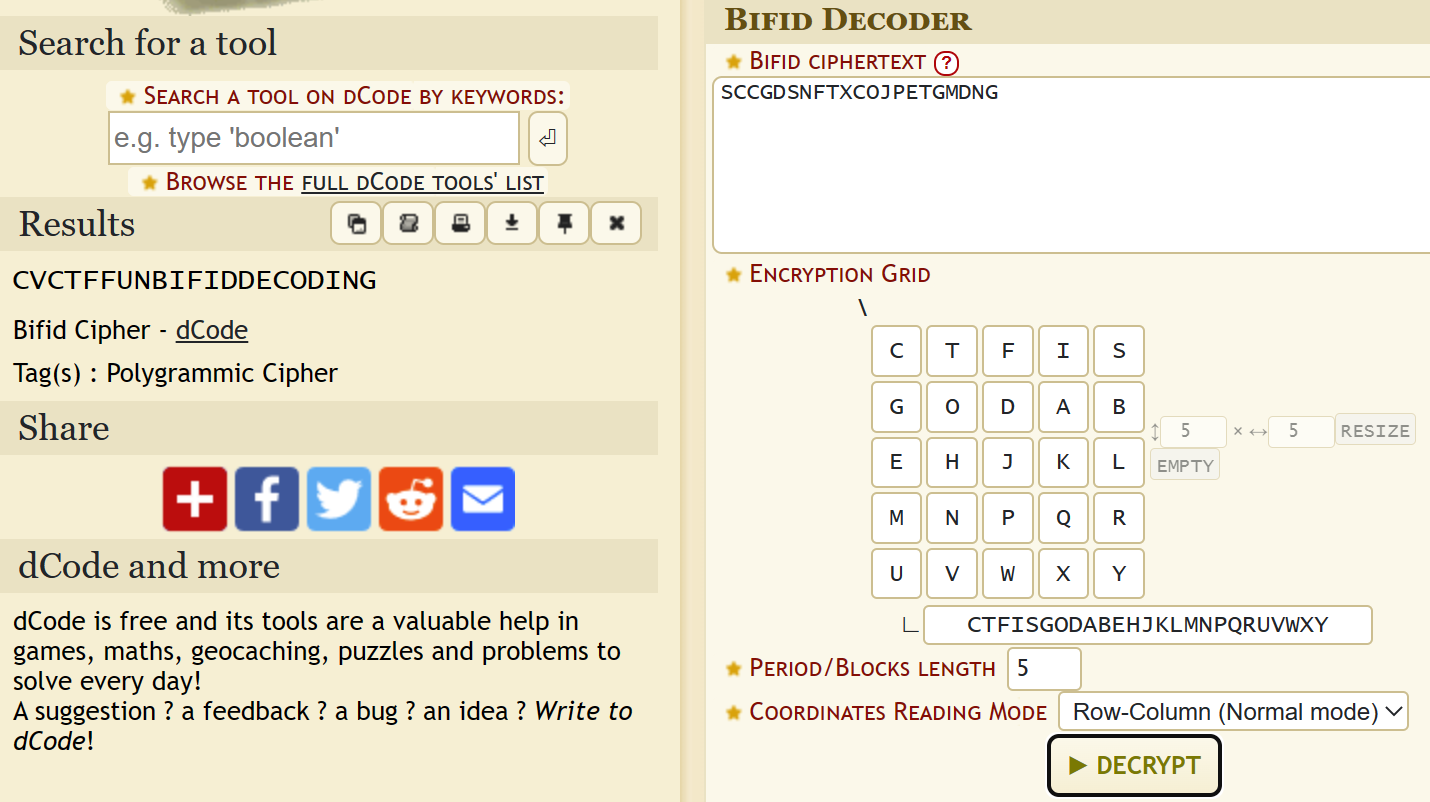 Search for a tool
SEARCH A TOOL ON DCODE BY KEYWORDS:
e.g. type 'boolean'
BROWSE THE FULL DCODE TOOLS' LIST
Results
CVCTFFUNBIFIDDECODING
Bifid Cipher - dCode
Tag(s) : Polygrammic Cipher
Share
dCode and more
dCode is free and its tools are a valuable help in
games, maths, geocaching, puzzles and problems to
solve every day!
A suggestion ? a feedback ? a bug ? an idea ? Write to
dCode!
BIFID DECODER
BIFID CIPHERTEXT ?
SCCGDSNFTXCOJPETGMDNG
ENCRYPTION GRID
\
C T F I S
G O D A B
E H J K L
M N P Q R
U V W X Y
5 × 5 RESIZE
EMPTY
CTFISGODABEHJKLMNPQRUVWXY
PERIOD/BLOCKS LENGTH 5
COORDINATES READING MODE Row-Column (Normal mode)
DECRYPT